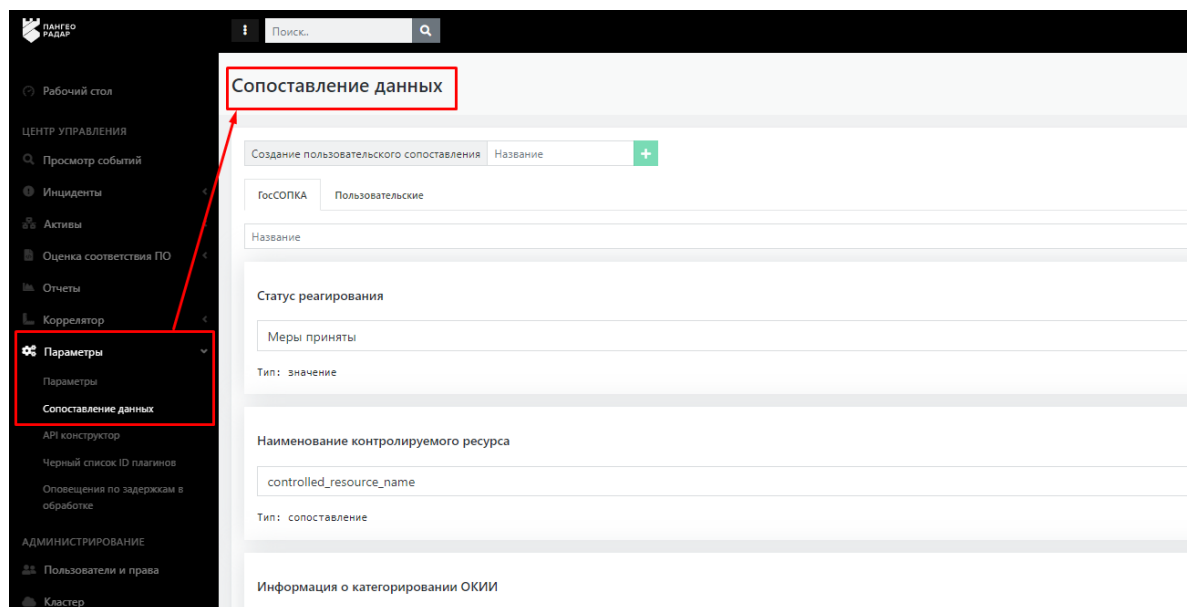 ПАНГЕО
РАДАР
Поиск..
Рабочий стол
ЦЕНТР УПРАВЛЕНИЯ
Просмотр событий
Инциденты
Активы
Оценка соответствия ПО
Отчеты
Коррелятор
Параметры
Параметры
Сопоставление данных
API конструктор
Черный список ID плагинов
Оповещения по задержкам в
обработке
АДМИНИСТРИРОВАНИЕ
Пользователи и права
Кластер
Сопоставление данных
Создание пользовательского сопоставления Название +
ГосСОПКА Пользовательские
Название
Статус реагирования
Меры приняты
Тип: значение
Наименование контролируемого ресурса
controlled_resource_name
Тип: сопоставление
Информация о категорировании ОКИИ